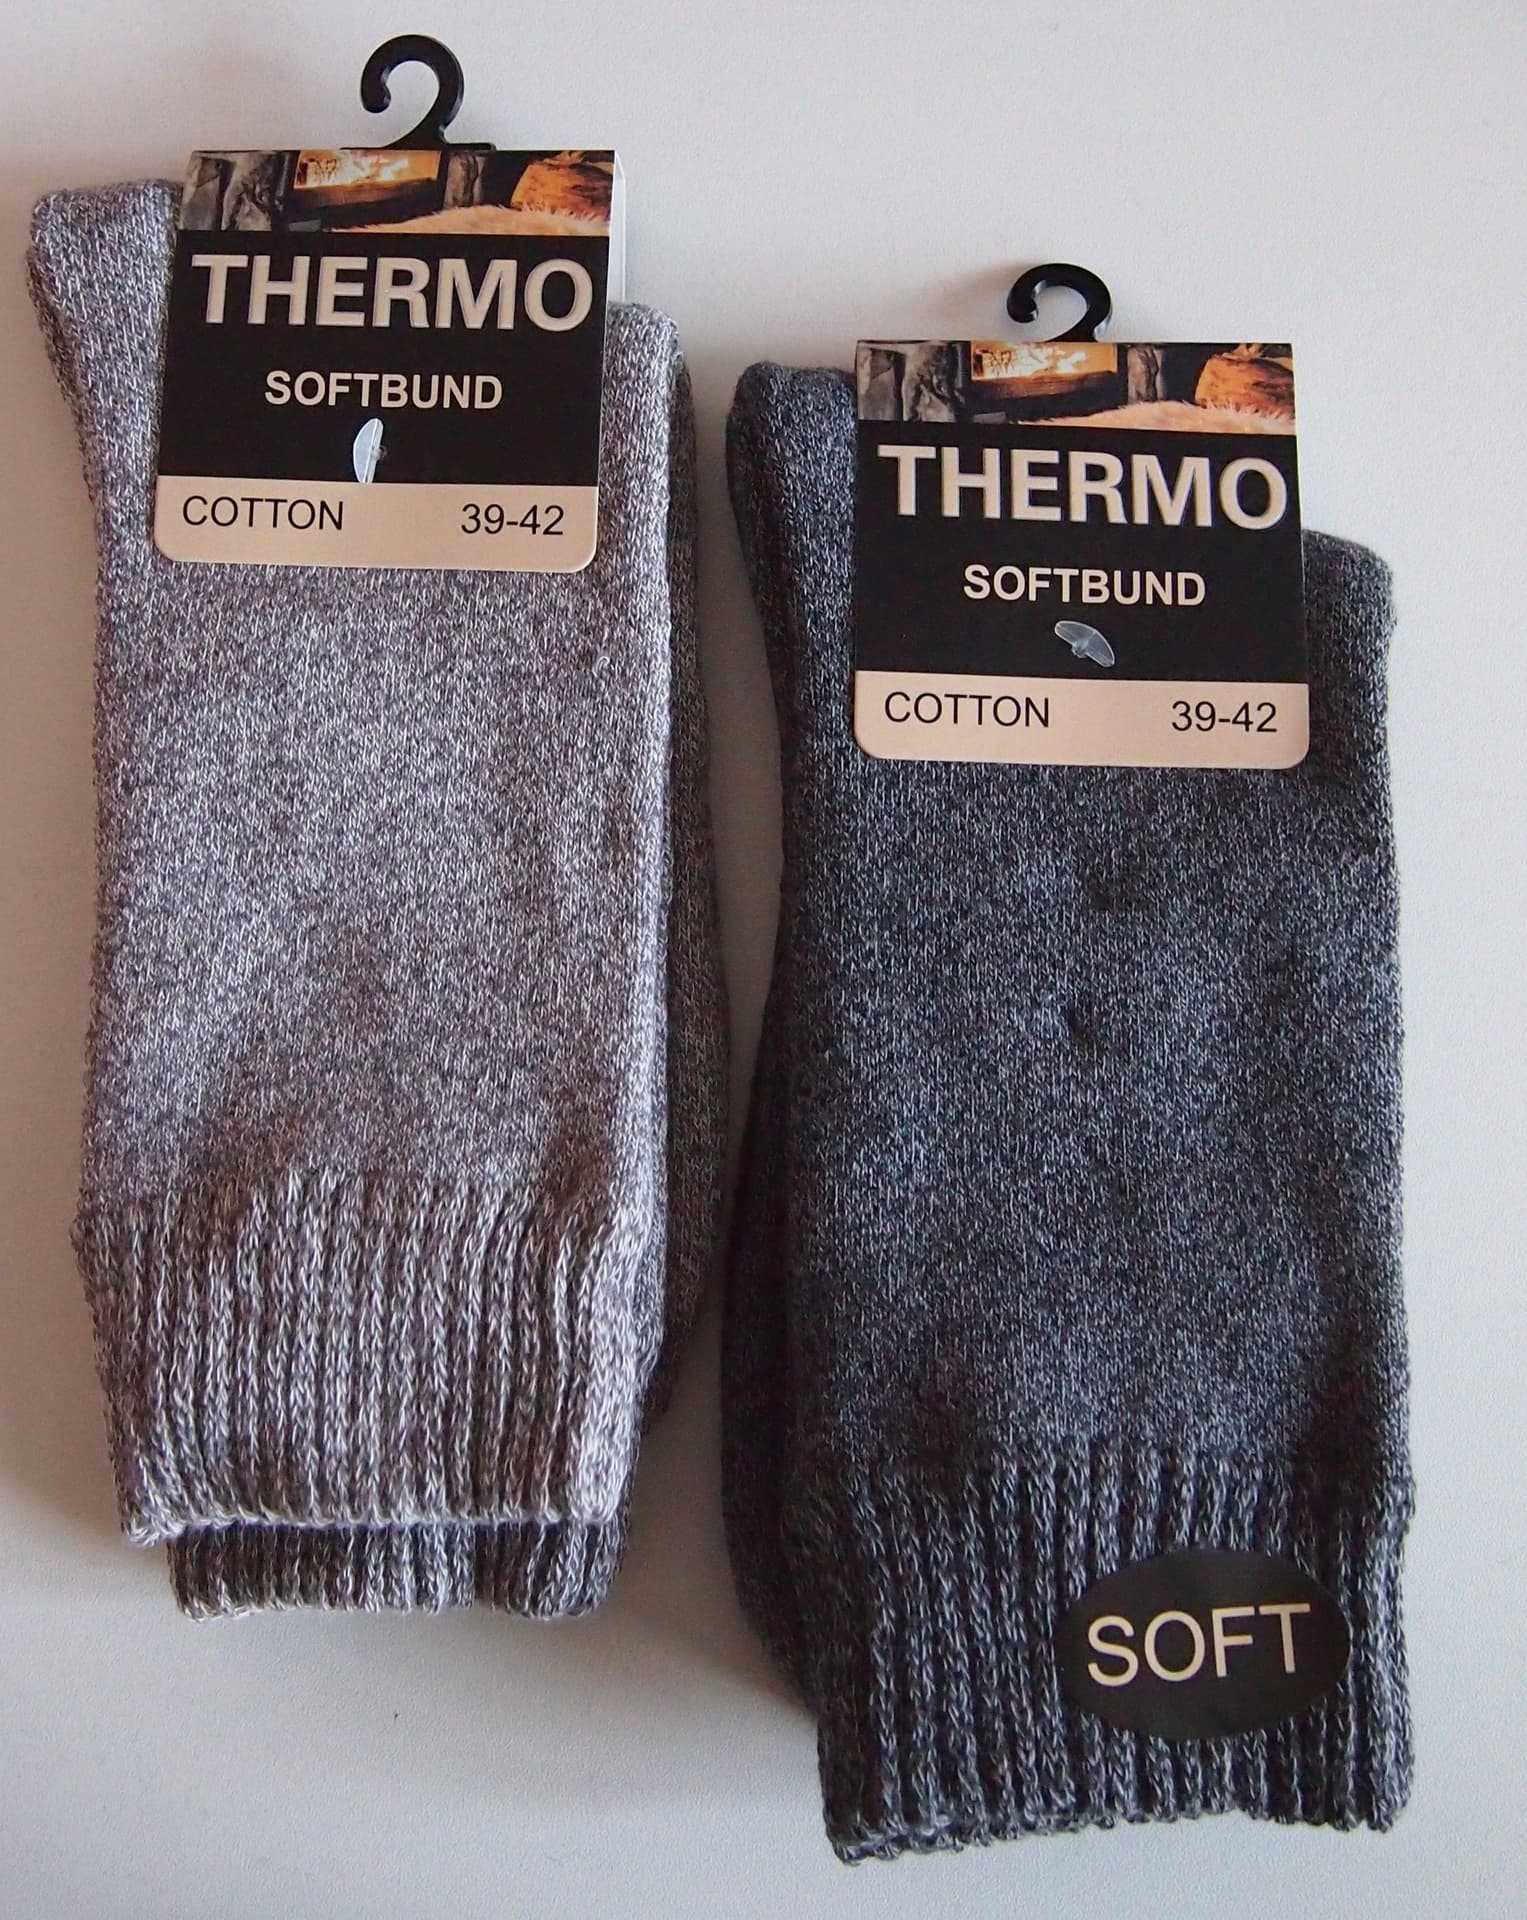 THERMO
SOFTBUND
COTTON 39-42
THERMO
SOFTBUND
COTTON 39-42
SOFT